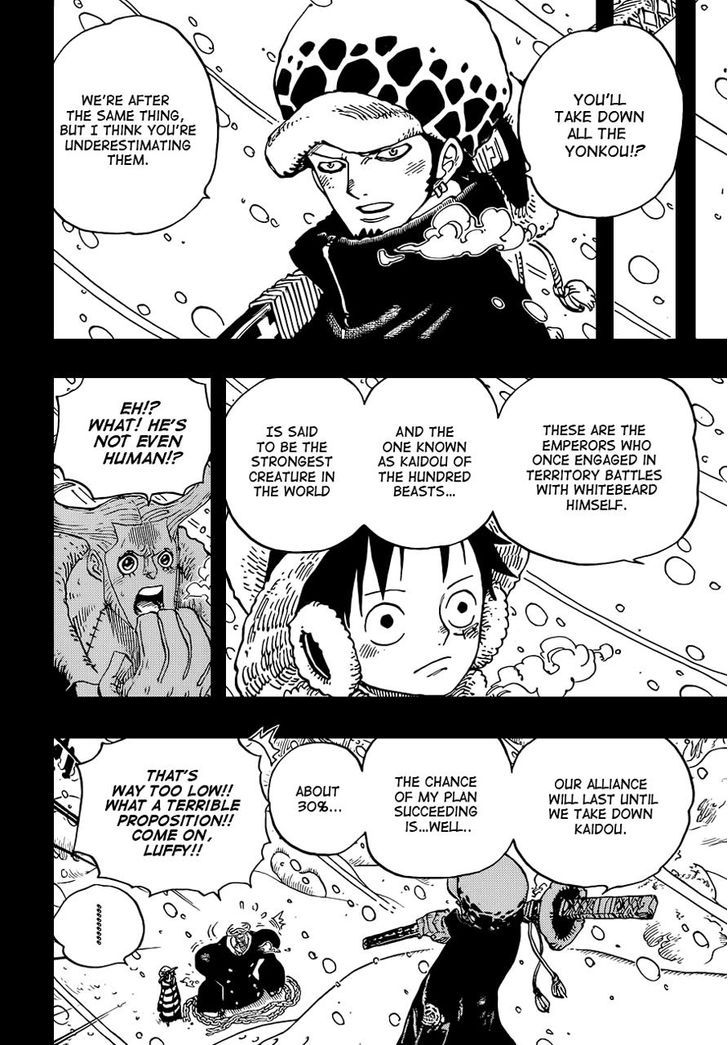 YOU'LL
TAKE DOWN
ALL THE
YONKOU!?
WE'RE AFTER
THE SAME THING,
BUT I THINK YOU'RE
UNDERESTIMATING
THEM.
THESE ARE THE
EMPERORS WHO
ONCE ENGAGED IN
TERRITORY BATTLES
WITH WHITEBEARD
HIMSELF.
AND THE
ONE KNOWN
AS KAIDOU OF
THE HUNDRED
BEASTS...
IS SAID
TO BE THE
STRONGEST
CREATURE IN
THE WORLD
EH!?
WHAT! HE'S
NOT EVEN
HUMAN!?
OUR ALLIANCE
WILL LAST UNTIL
WE TAKE DOWN
KAIDOU.
THE CHANCE
OF MY PLAN
SUCCEEDING
IS...WELL..
ABOUT
30%...
THAT'S
WAY TOO LOW!!
WHAT A TERRIBLE
PROPOSITION!!
COME ON,
LUFFY!!